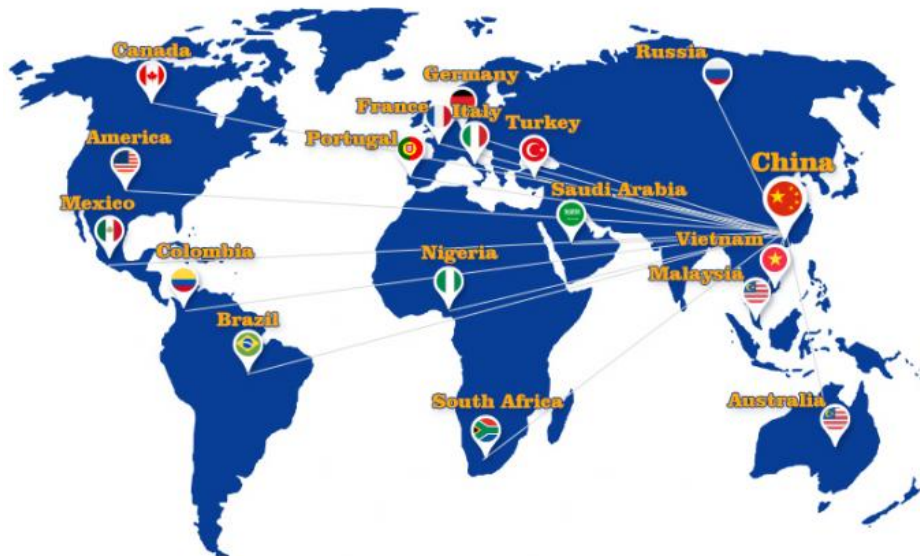 Canada
Russia
Germany
France
Italy
America
Portugal
Turkey
China
Mexico
Saudi Arabia
Colombia
Nigeria
Vietnam
Malaysia
Brazil
South Africa
Australia